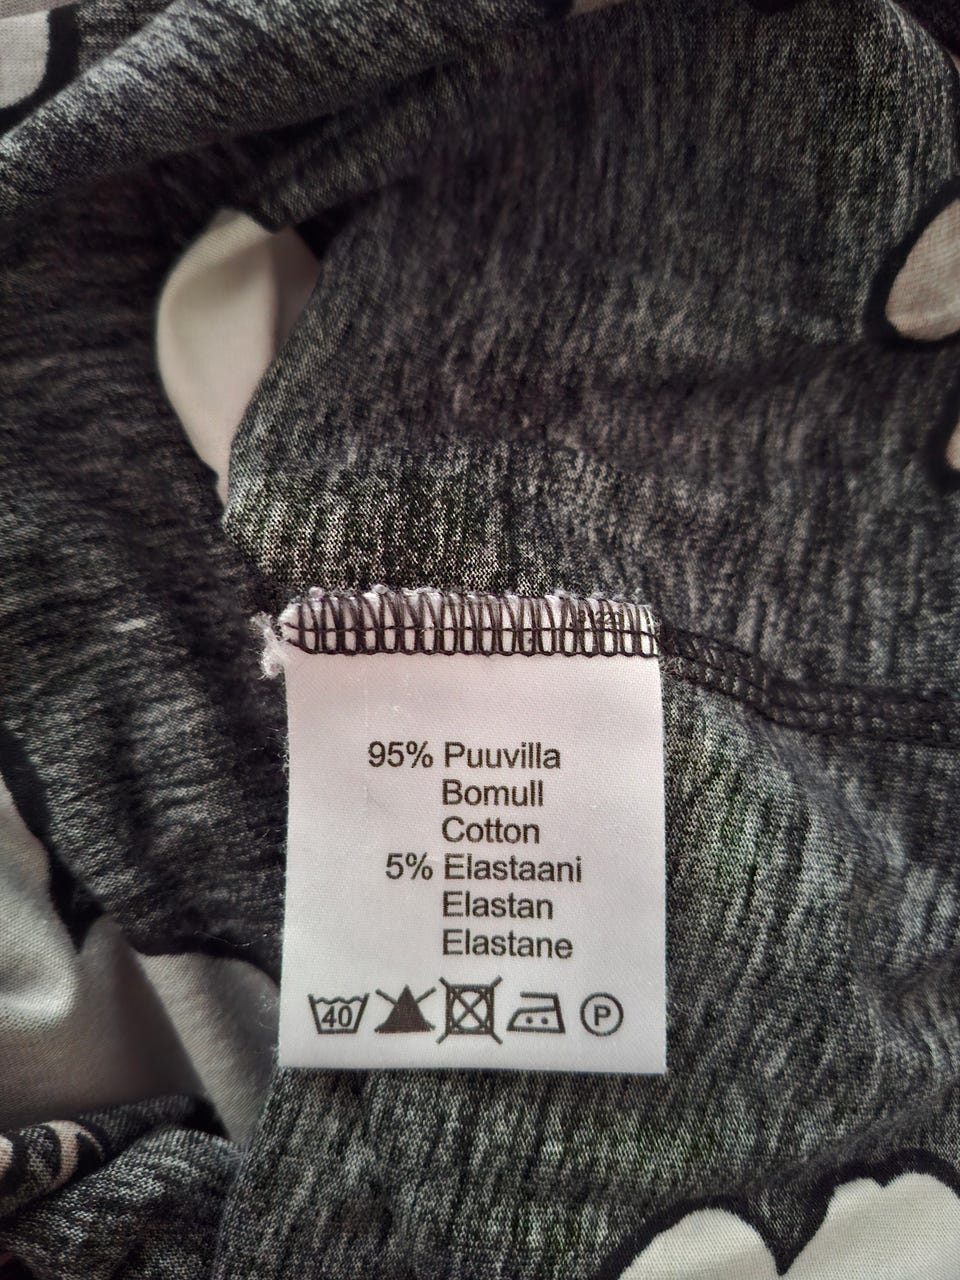 95% Puuvilla
Bomull
Cotton
5% Elastaani
Elastan
Elastane
40 P